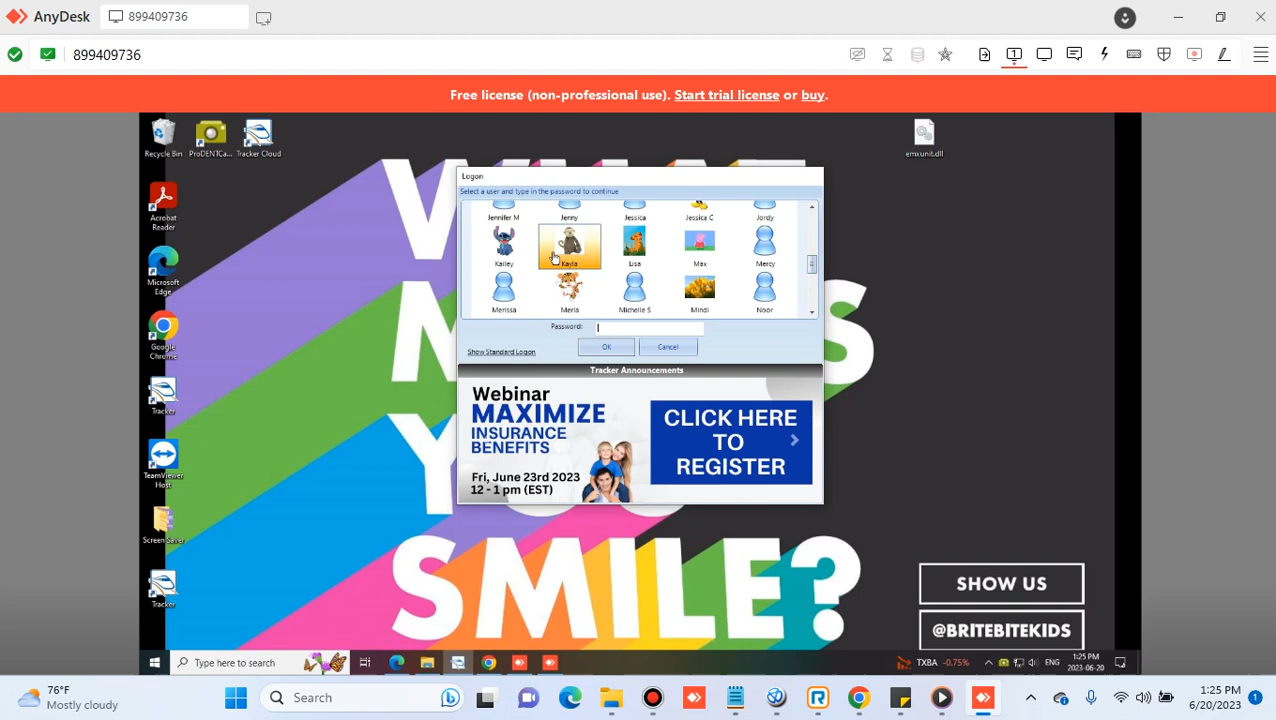 AnyDesk
899409736
899409736
Free license (non-professional use). Start trial license or buy.
Recycle Bin
ProDENTCa...
Tracker Cloud
emxunit.dll
Acrobat
Reader
Microsoft
Edge
Google
Chrome
Tracker
TeamViewer
Host
Screen Saver
Tracker
Logon
Select a user and type in the password to continue
Jennifer M
Jenny
Jessica
Jessica C
Jordy
Kailey
Kayla
Lisa
Max
Mercy
Merissa
Merla
Michelle S
Mindi
Noor
Password:
Show Standard Logon
OK
Cancel
Tracker Announcements
Webinar
MAXIMIZE
INSURANCE
BENEFITS
Fri, June 23rd 2023
12 - 1 pm (EST)
CLICK HERE
TO
REGISTER
SMILE?
SHOW US
@BRITEBITEKIDS
Type here to search
TXBA -0.75%
ENG
1:25 PM
2023-06-20
76°F
Mostly cloudy
Search
1:25 PM
6/20/2023
1